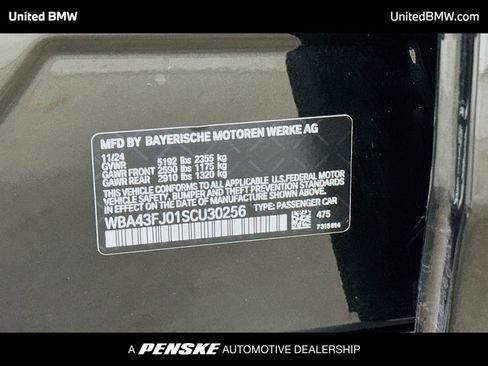 United BMW
UnitedBMW.com
MFD BY BAYERISCHE MOTOREN WERKE AG
11/24
GVWR 5192 lbs 2355 kg
GAWR FRONT 2590 lbs 1175 kg
GAWR REAR 2910 lbs 1320 kg
THIS VEHICLE CONFORMS TO ALL APPLICABLE U.S.FEDERAL MOTOR
VEHICLE SAFETY, BUMPER, AND THEFT PREVENTION STANDARDS
IN EFFECT ON THE DATE OF MANUFACTURE SHOWN ABOVE.
WBA43FJ01SCU30256 TYPE: PASSENGER CAR
475
7 315 614
A PENSKE AUTOMOTIVE DEALERSHIP